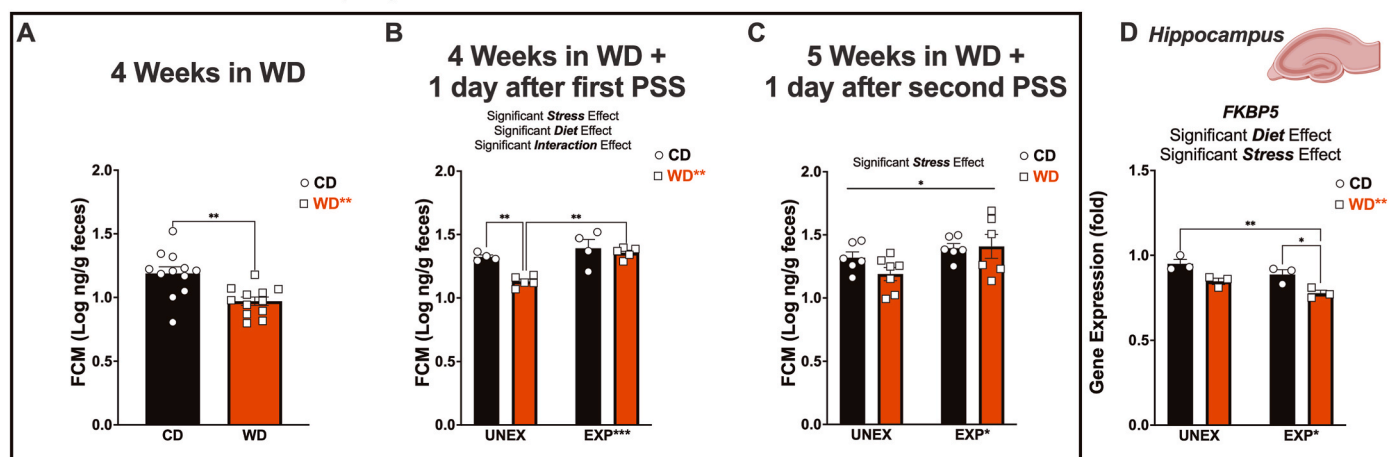 A
4 Weeks in WD
CD
WD**
**
FCM (Log ng/g feces)
2.0
1.5
1.0
0.5
0.0
CD WD
B
4 Weeks in WD +
1 day after first PSS
Significant Stress Effect
Significant Diet Effect
Significant Interaction Effect
CD
WD**
** **
FCM (Log ng/g feces)
2.0
1.5
1.0
0.5
0.0
UNEX EXP***
C
5 Weeks in WD +
1 day after second PSS
Significant Stress Effect
CD
WD
*
FCM (Log ng/g feces)
2.0
1.5
1.0
0.5
0.0
UNEX EXP*
D Hippocampus
FKBP5
Significant Diet Effect
Significant Stress Effect
CD
WD**
**
*
Gene Expression (fold)
1.5
1.0
0.5
0.0
UNEX EXP*